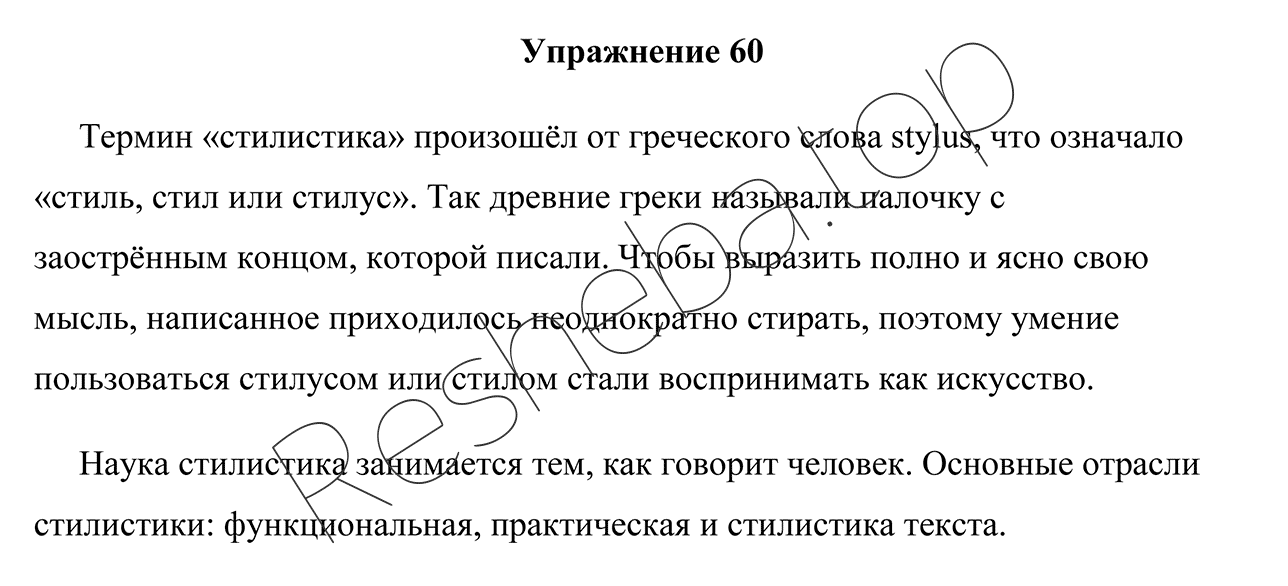 Упражнение 60
Термин «стилистика» произошёл от греческого слова stylus, что означало
«стиль, стил или стилус». Так древние греки называли палочку с
заострённым концом, которой писали. Чтобы выразить полно и ясно свою
мысль, написанное приходилось неоднократно стирать, поэтому умение
пользоваться стилусом или стилом стали воспринимать как искусство.
Наука стилистика занимается тем, как говорит человек. Основные отрасли
стилистики: функциональная, практическая и стилистика текста.
Resheba.top